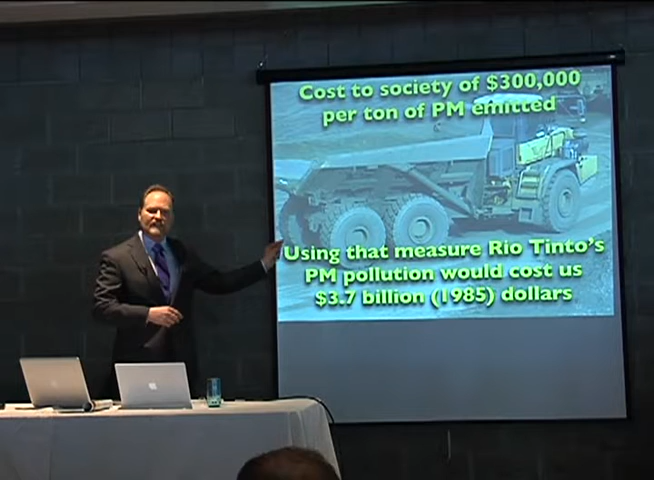 Cost to society of $300,000
per ton of PM emitted
Using that measure Rio Tinto's
PM pollution would cost us
$3.7 billion (1985) dollars